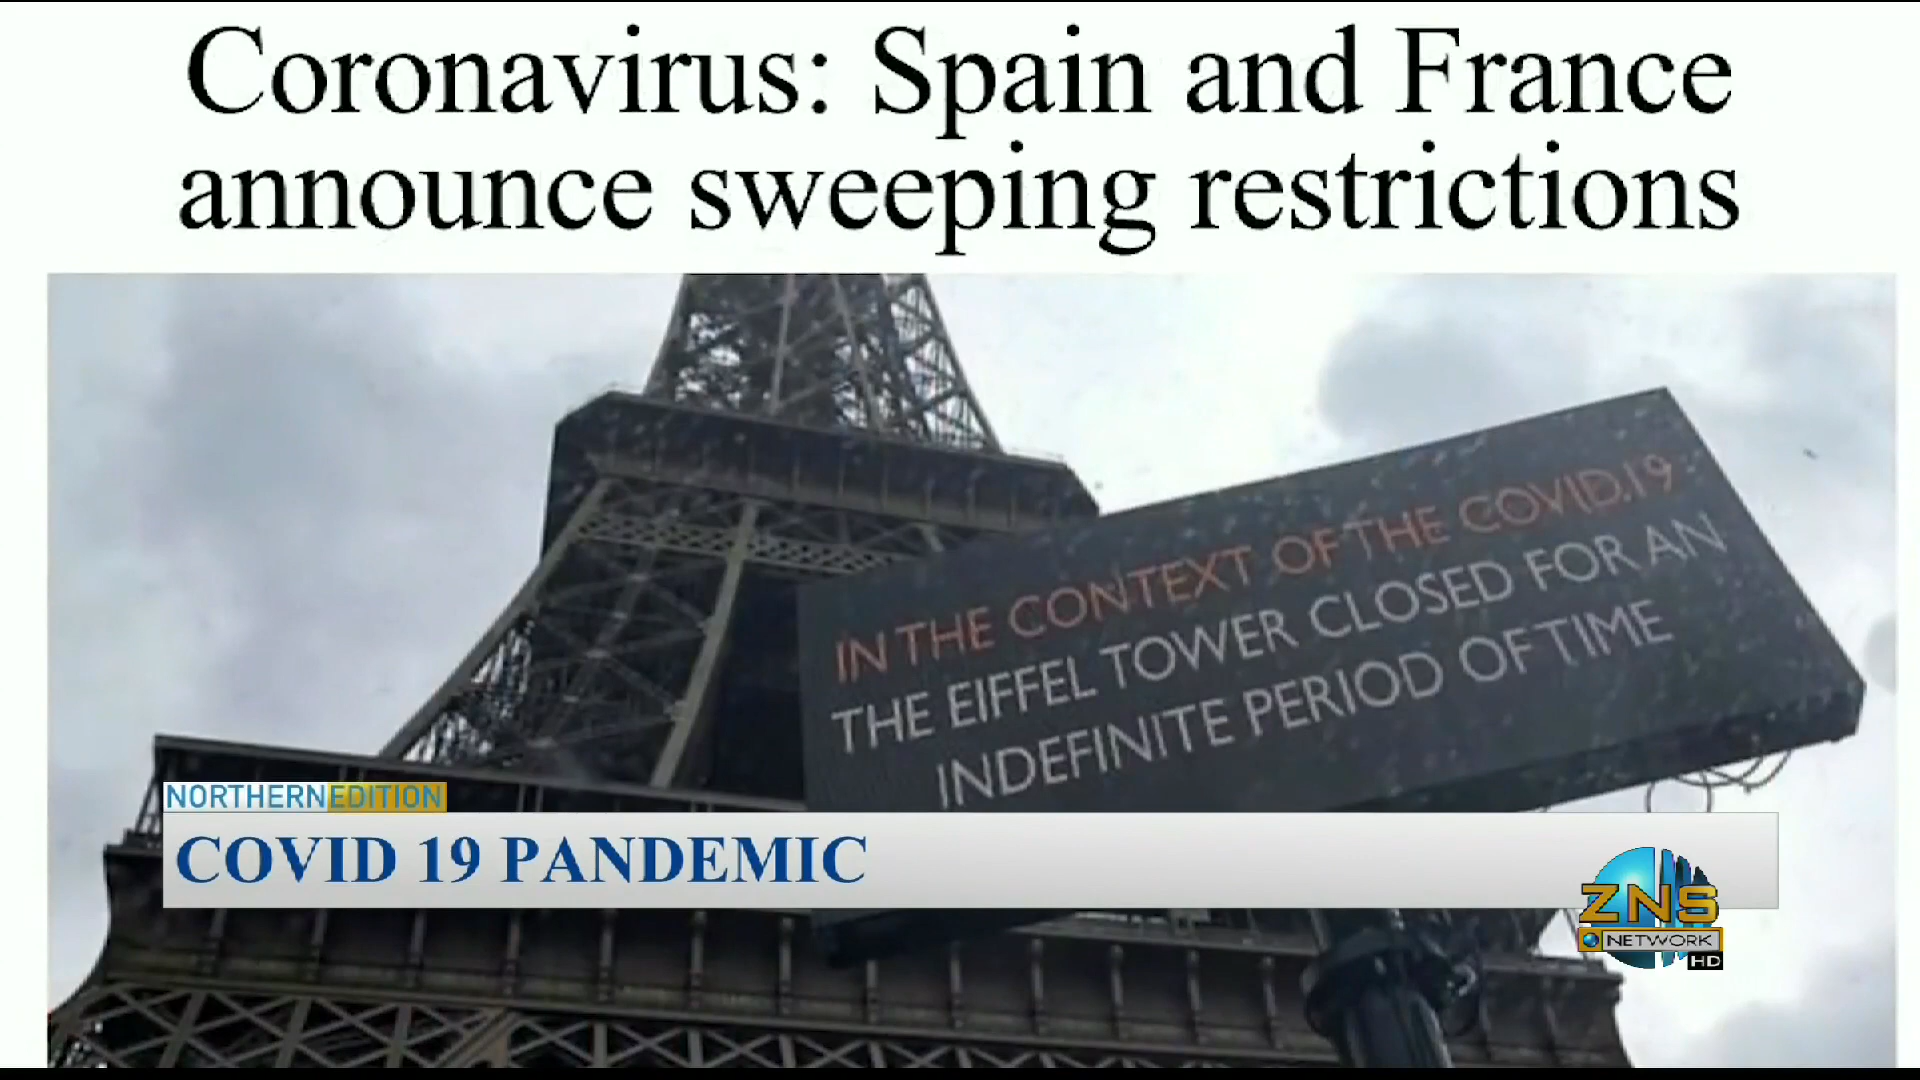 Coronavirus: Spain and France
announce sweeping restrictions
IN THE CONTEXT OF THE COVID.19
THE EIFFEL TOWER CLOSED FOR AN
INDEFINITE PERIOD OF TIME
NORTHERN EDITION
COVID 19 PANDEMIC
ZNS
NETWORK
HD